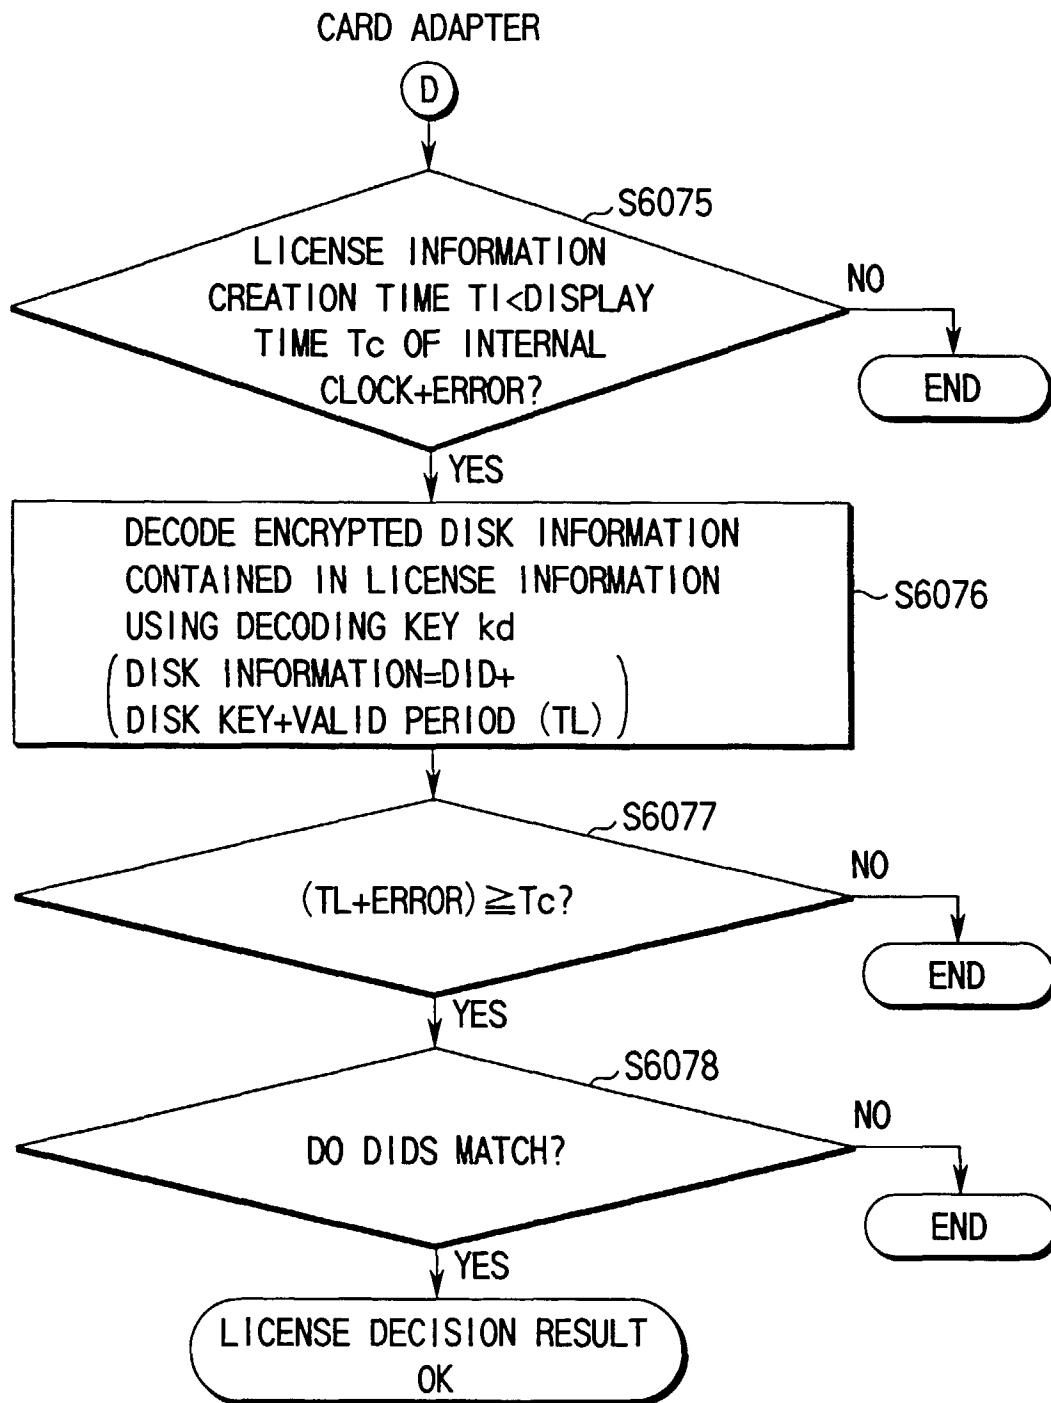 CARD ADAPTER
D
S6075
LICENSE INFORMATION
CREATION TIME TI<DISPLAY
TIME Tc OF INTERNAL
CLOCK+ERROR?
NO
END
YES
DECODE ENCRYPTED DISK INFORMATION
CONTAINED IN LICENSE INFORMATION
USING DECODING KEY kd
(DISK INFORMATION=DID+
DISK KEY+VALID PERIOD (TL))
S6076
S6077
(TL+ERROR)≧Tc?
NO
END
YES
S6078
DO DIDS MATCH?
NO
END
YES
LICENSE DECISION RESULT
OK